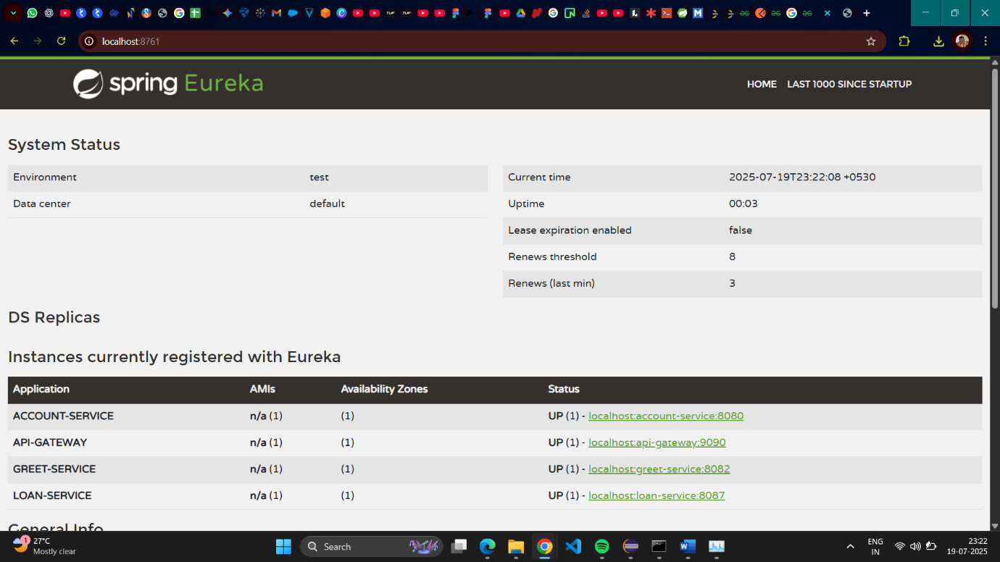 localhost:8761
spring Eureka
HOME LAST 1000 SINCE STARTUP
System Status
Environment test
Data center default
Current time 2025-07-19T23:22:08 +0530
Uptime 00:03
Lease expiration enabled false
Renews threshold 8
Renews (last min) 3
DS Replicas
Instances currently registered with Eureka
Application AMIs Availability Zones Status
ACCOUNT-SERVICE n/a (1) (1) UP (1) - localhost:account-service:8080
API-GATEWAY n/a (1) (1) UP (1) - localhost:api-gateway:9090
GREET-SERVICE n/a (1) (1) UP (1) - localhost:greet-service:8082
LOAN-SERVICE n/a (1) (1) UP (1) - localhost:loan-service:8087
General Info
1
27°C
Mostly clear
Search
ENG
IN
23:22
19-07-2025